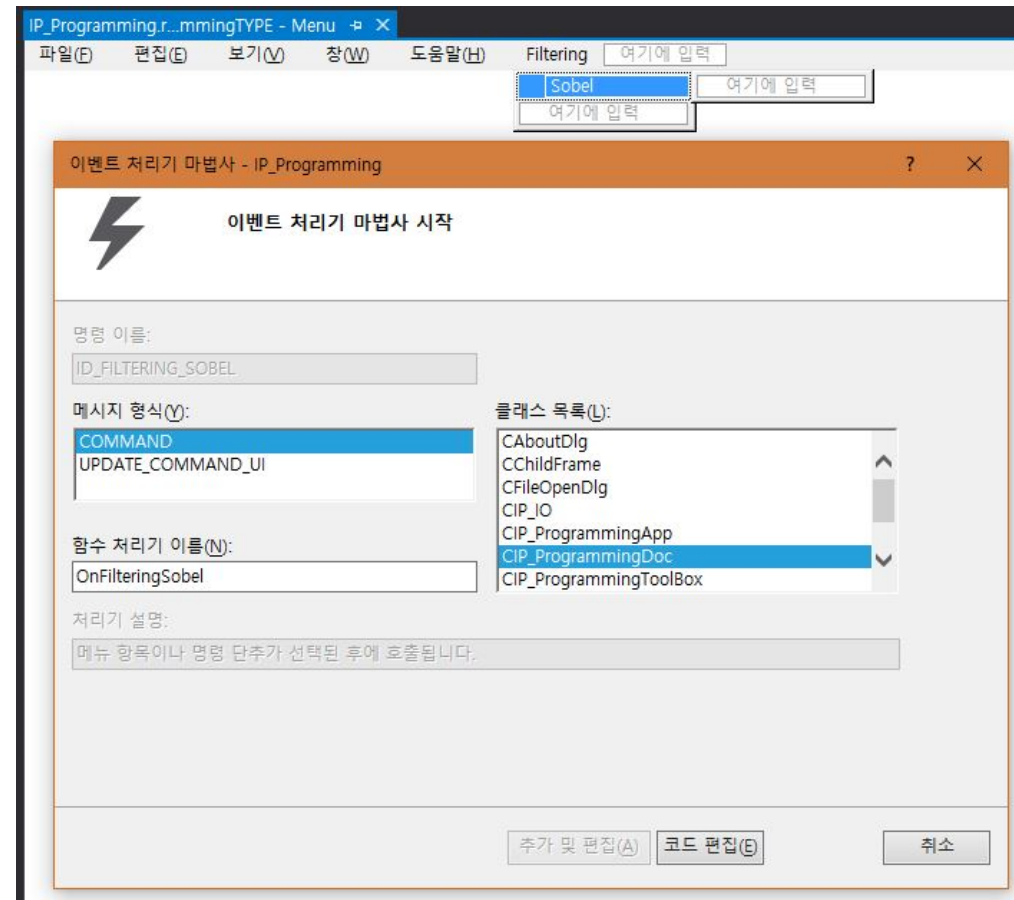 IP_Programming.r...mmingTYPE - Menu
파일(F) 편집(E) 보기(V) 창(W) 도움말(H) Filtering 여기에 입력
Sobel 여기에 입력
여기에 입력
이벤트 처리기 마법사 - IP_Programming ?
이벤트 처리기 마법사 시작
명령 이름:
ID_FILTERING_SOBEL
메시지 형식(Y):
COMMAND
UPDATE_COMMAND_UI
클래스 목록(L):
CAboutDlg
CChildFrame
CFileOpenDlg
CIP_IO
CIP_ProgrammingApp
CIP_ProgrammingDoc
CIP_ProgrammingToolBox
함수 처리기 이름(N):
OnFilteringSobel
처리기 설명:
메뉴 항목이나 명령 단추가 선택된 후에 호출됩니다.
추가 및 편집(A) 코드 편집(E) 취소